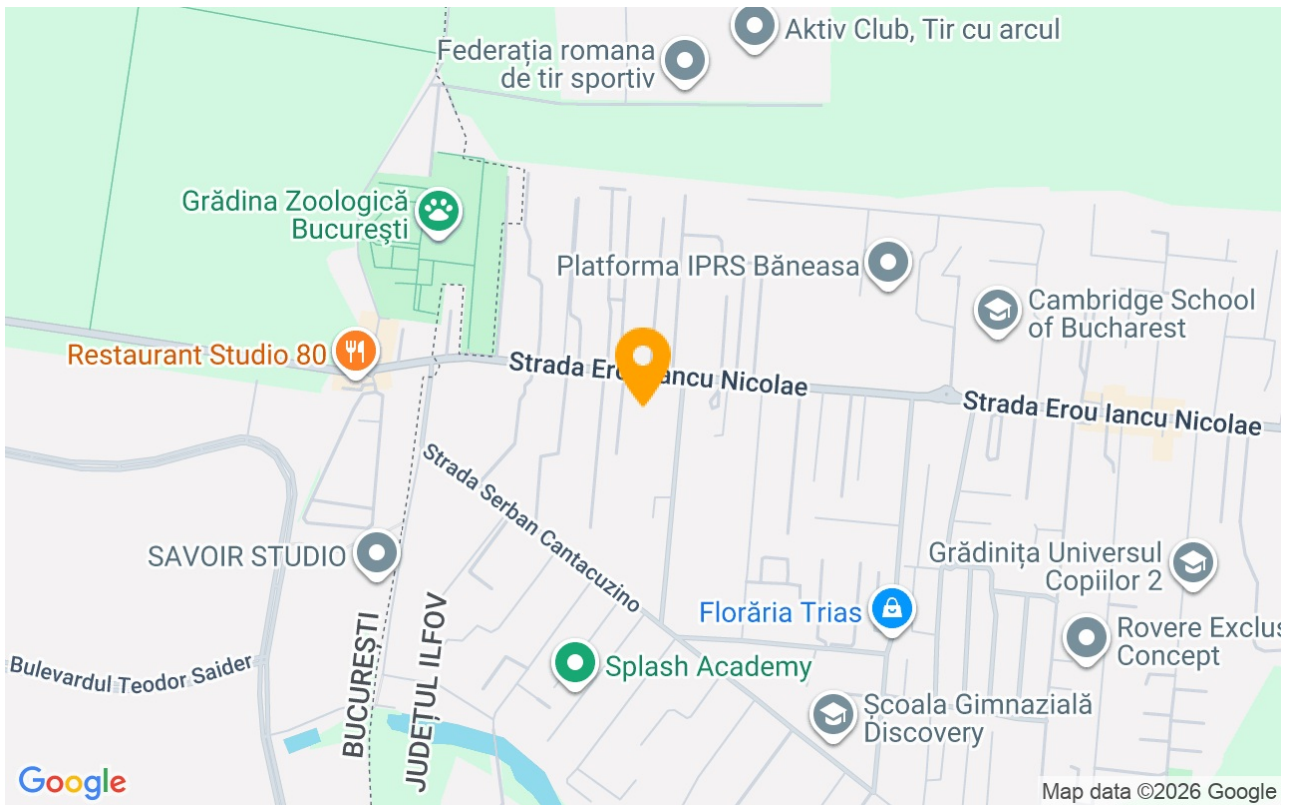 Aktiv Club, Tir cu arcul
Federația romana
de tir sportiv
Grădina Zoologică
București
Platforma IPRS Băneasa
Cambridge School
of Bucharest
Restaurant Studio 80
Strada Erou Iancu Nicolae
Strada Erou Iancu Nicolae
Strada Serban Cantacuzino
SAVOIR STUDIO
Grădinița Universul
Copiilor 2
Florăria Trias
Rovere Exclus
Concept
BUCUREȘTI
JUDEȚUL ILFOV
Bulevardul Teodor Saider
Splash Academy
Școala Gimnazială
Discovery
Google
Map data ©2026 Google